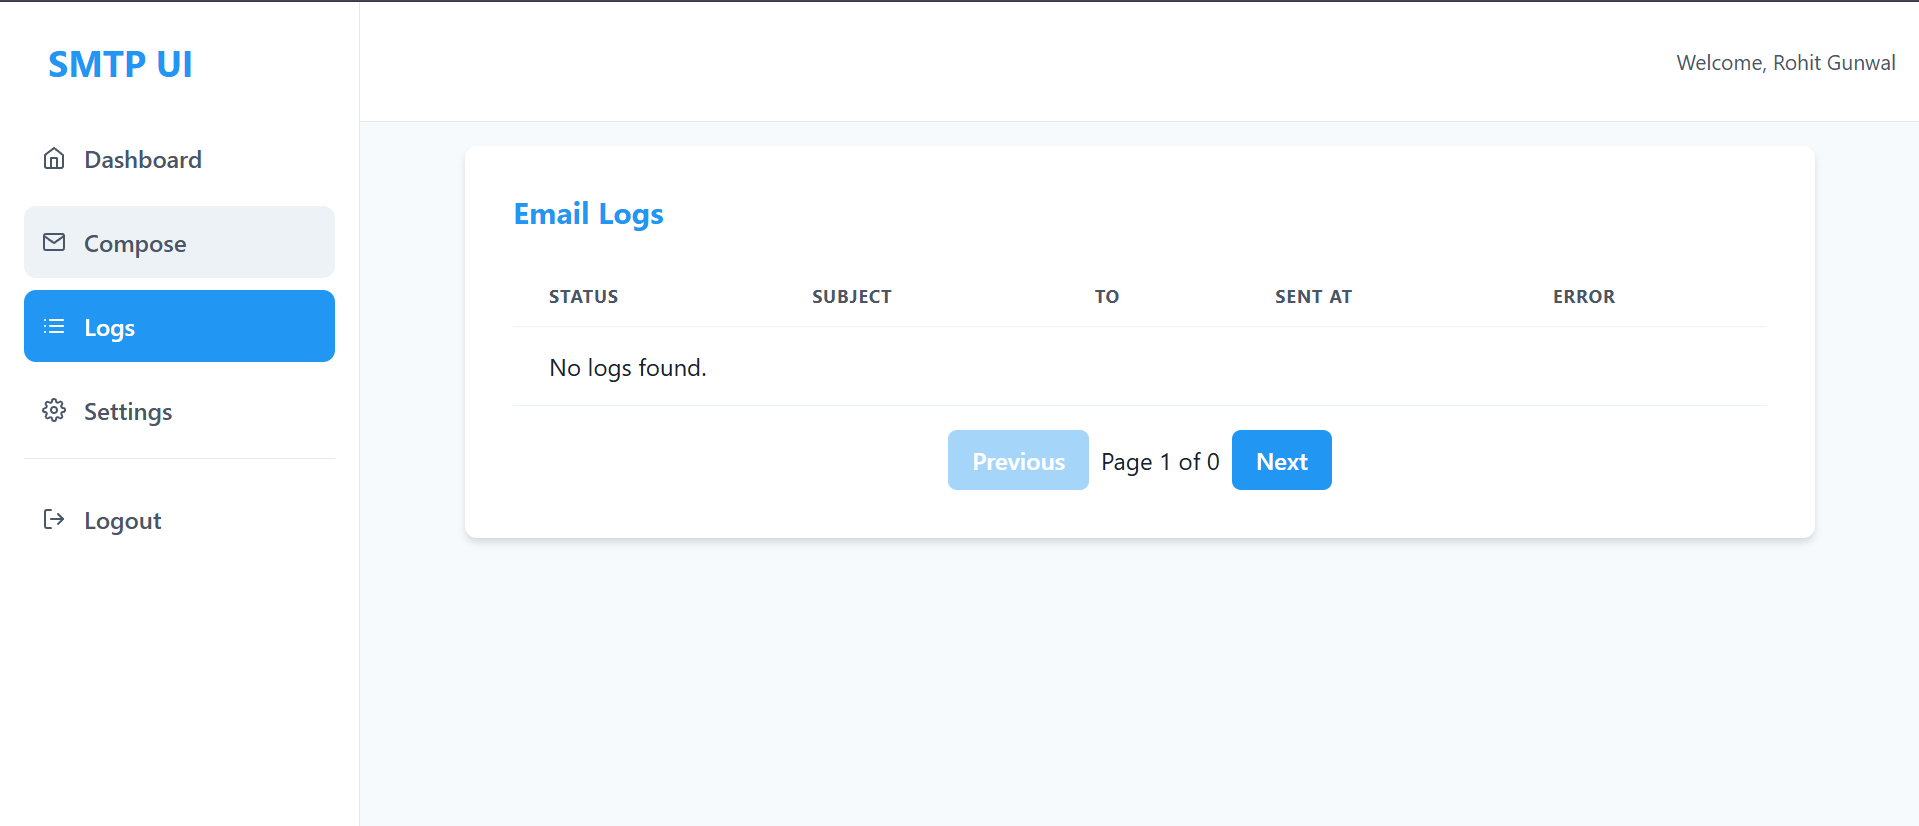 SMTP UI
Welcome, Rohit Gunwal
Dashboard
Compose
Logs
Settings
Logout
Email Logs
STATUS SUBJECT TO SENT AT ERROR
No logs found.
Previous Page 1 of 0 Next